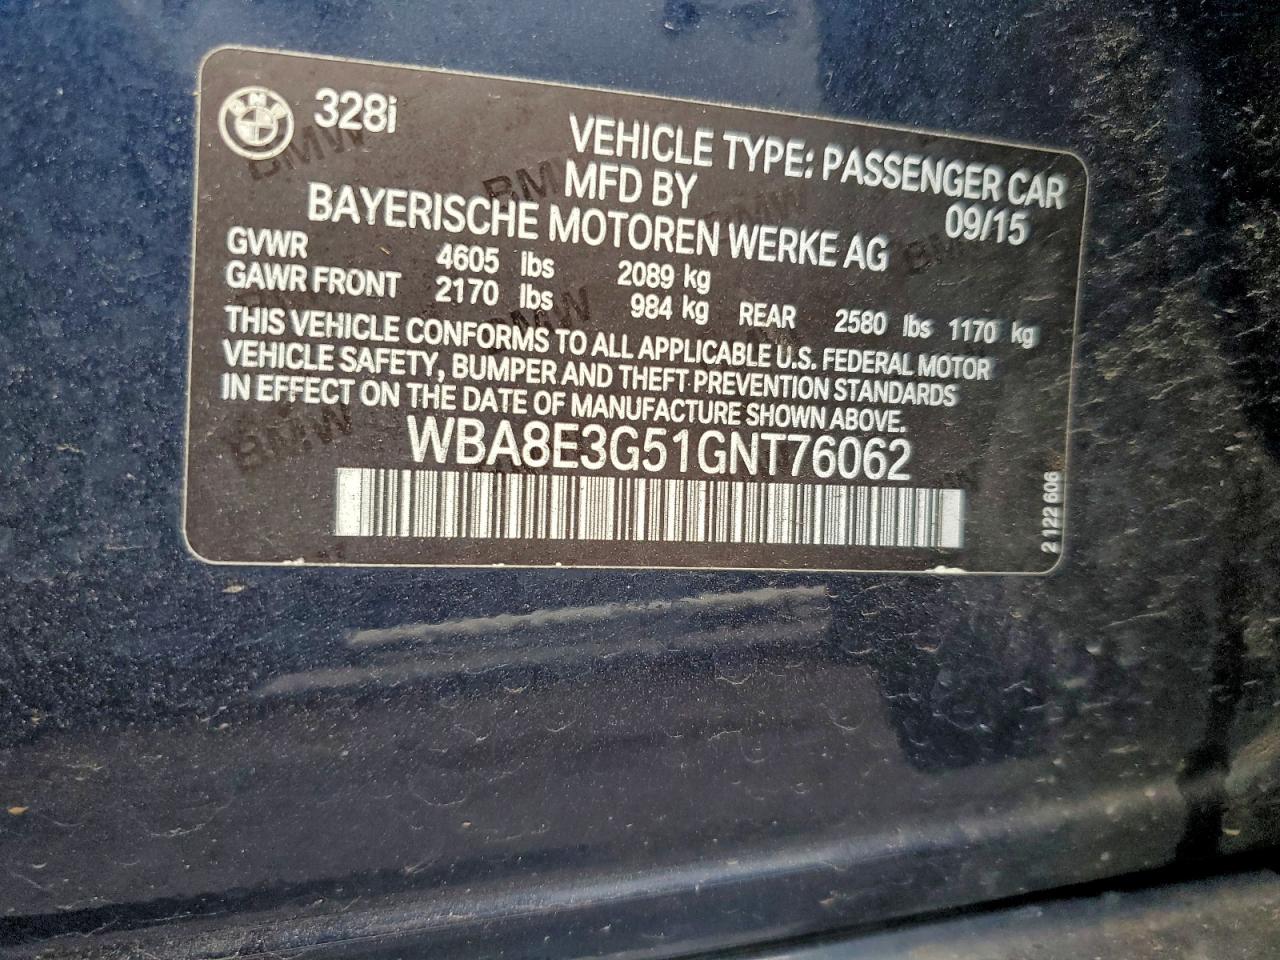 BMW 328i
VEHICLE TYPE: PASSENGER CAR
MFD BY 09/15
BAYERISCHE MOTOREN WERKE AG
GVWR 4605 lbs 2089 kg
GAWR FRONT 2170 lbs 984 kg REAR 2580 lbs 1170 kg
THIS VEHICLE CONFORMS TO ALL APPLICABLE U.S. FEDERAL MOTOR
VEHICLE SAFETY, BUMPER AND THEFT PREVENTION STANDARDS
IN EFFECT ON THE DATE OF MANUFACTURE SHOWN ABOVE.
WBA8E3G51GNT76062
2 122 606